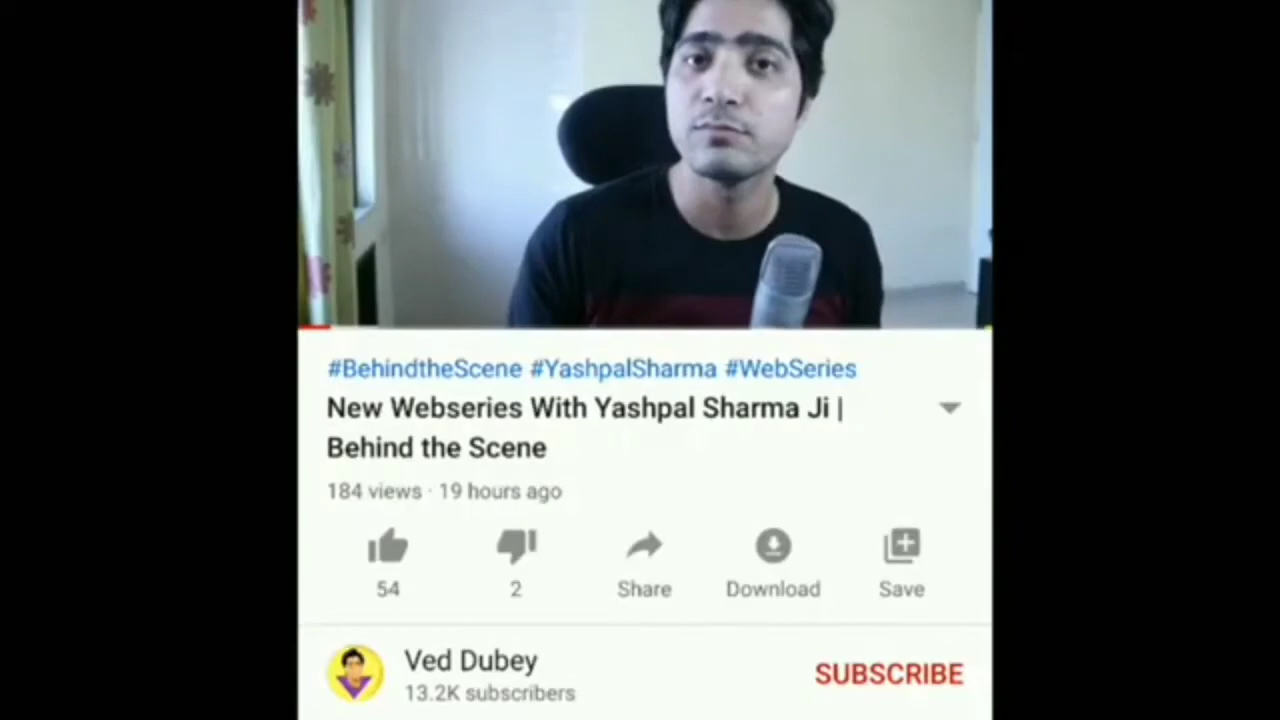 #BehindtheScene #YashpalSharma #WebSeries
New Webseries With Yashpal Sharma Ji |
Behind the Scene
184 views · 19 hours ago
54
2
Share
Download
Save
Ved Dubey
SUBSCRIBE
13.2K subscribers